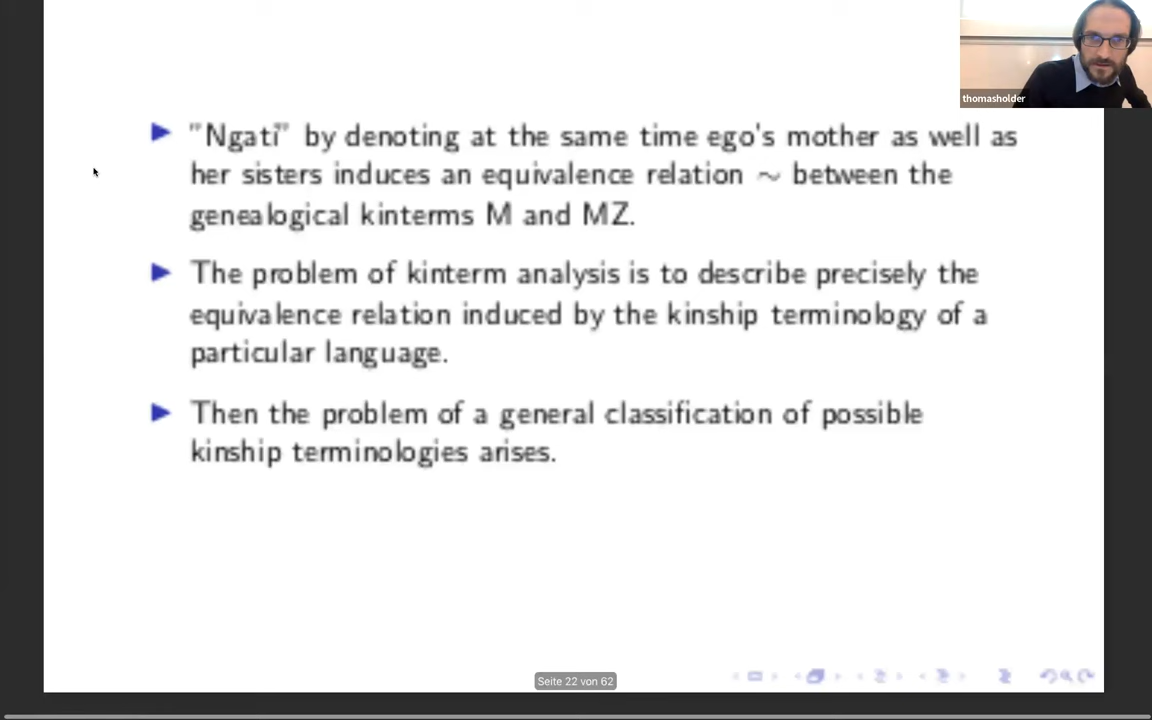 thomasholder
"Ngati" by denoting at the same time ego's mother as well as
her sisters induces an equivalence relation ∼ between the
genealogical kinterms M and MZ.
The problem of kinterm analysis is to describe precisely the
equivalence relation induced by the kinship terminology of a
particular language.
Then the problem of a general classification of possible
kinship terminologies arises.
Seite 22 von 62